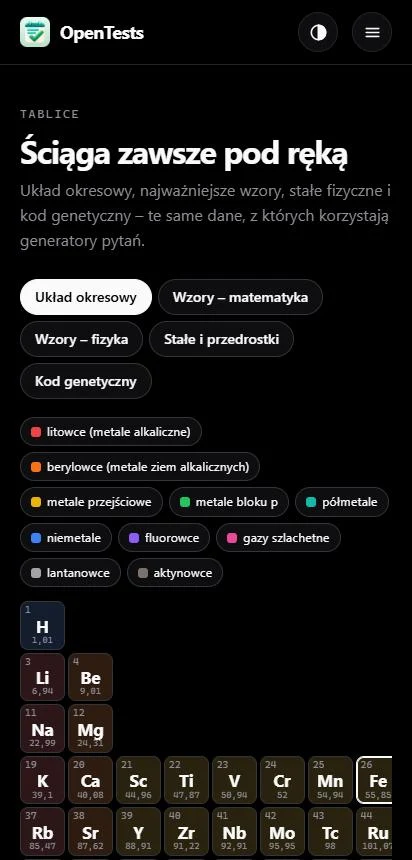 OpenTests
TABLICE
Ściąga zawsze pod ręką
Układ okresowy, najważniejsze wzory, stałe fizyczne i
kod genetyczny – te same dane, z których korzystają
generatory pytań.
Układ okresowy
Wzory – matematyka
Wzory – fizyka
Stałe i przedrostki
Kod genetyczny
litowce (metale alkaliczne)
berylowce (metale ziem alkalicznych)
metale przejściowe
metale bloku p
półmetale
niemetale
fluorowce
gazy szlachetne
lantanowce
aktynowce
1
H
1,01
3 4
Li Be
6,94 9,01
11 12
Na Mg
22,99 24,31
19 20 21 22 23 24 25 26
K Ca Sc Ti V Cr Mn Fe
39,1 40,08 44,96 47,87 50,94 52 54,94 55,85
37 38 39 40 41 42 43 44
Rb Sr Y Zr Nb Mo Tc Ru
85,47 87,62 88,91 91,22 92,91 95,95 98 101,07